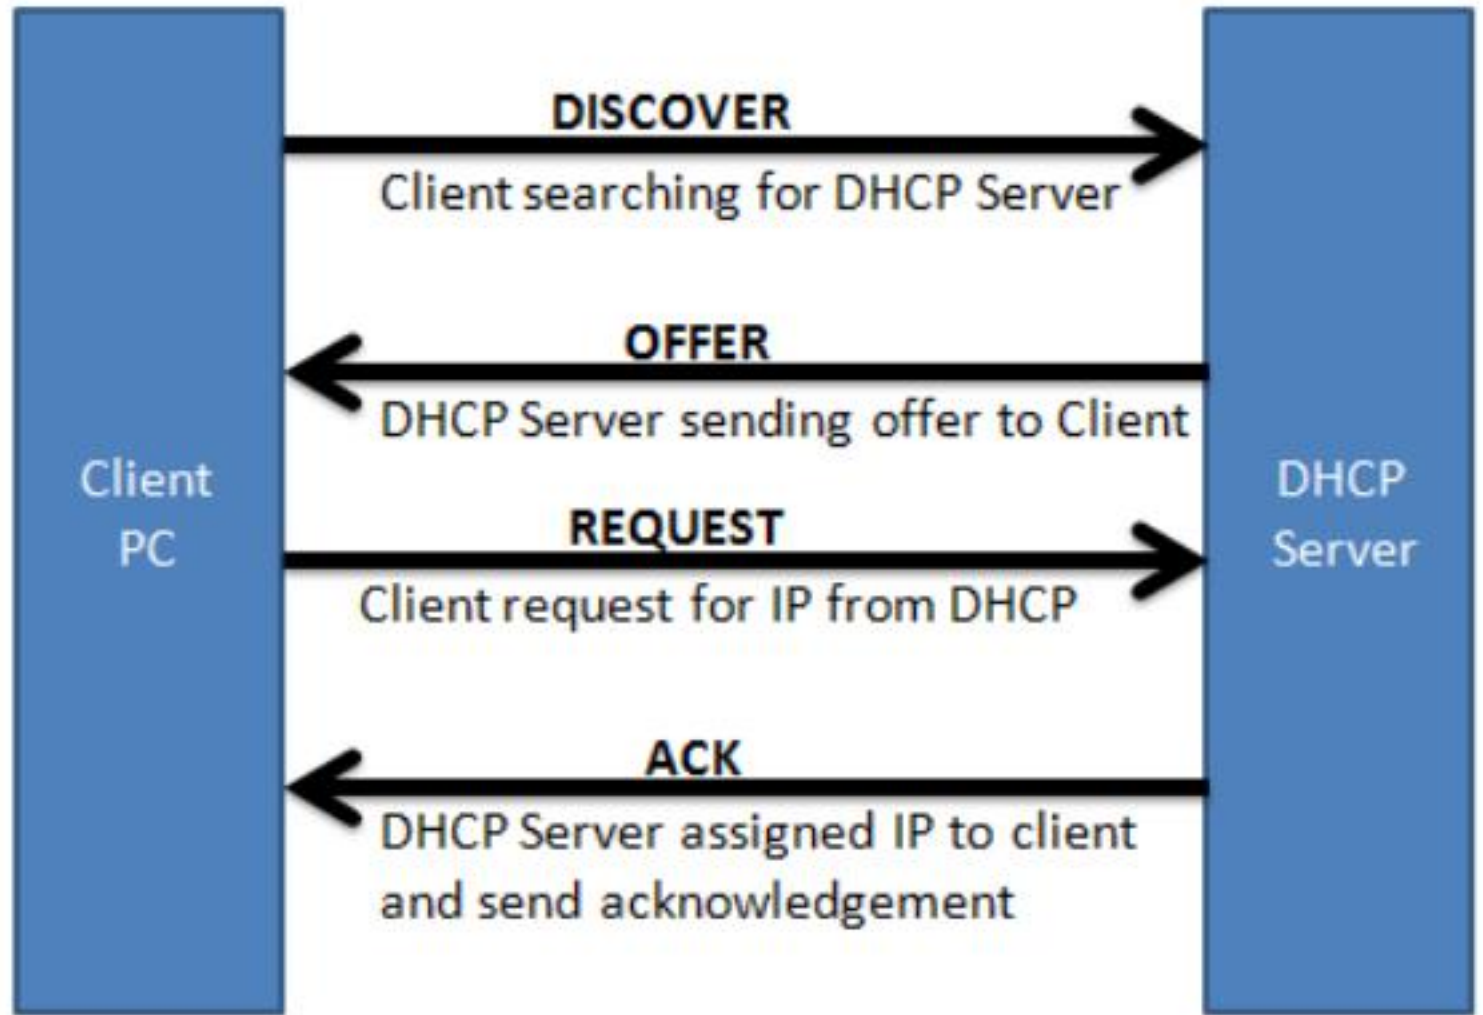 DISCOVER
Client searching for DHCP Server
OFFER
DHCP Server sending offer to Client
Client
PC
DHCP
Server
REQUEST
Client request for IP from DHCP
ACK
DHCP Server assigned IP to client
and send acknowledgement